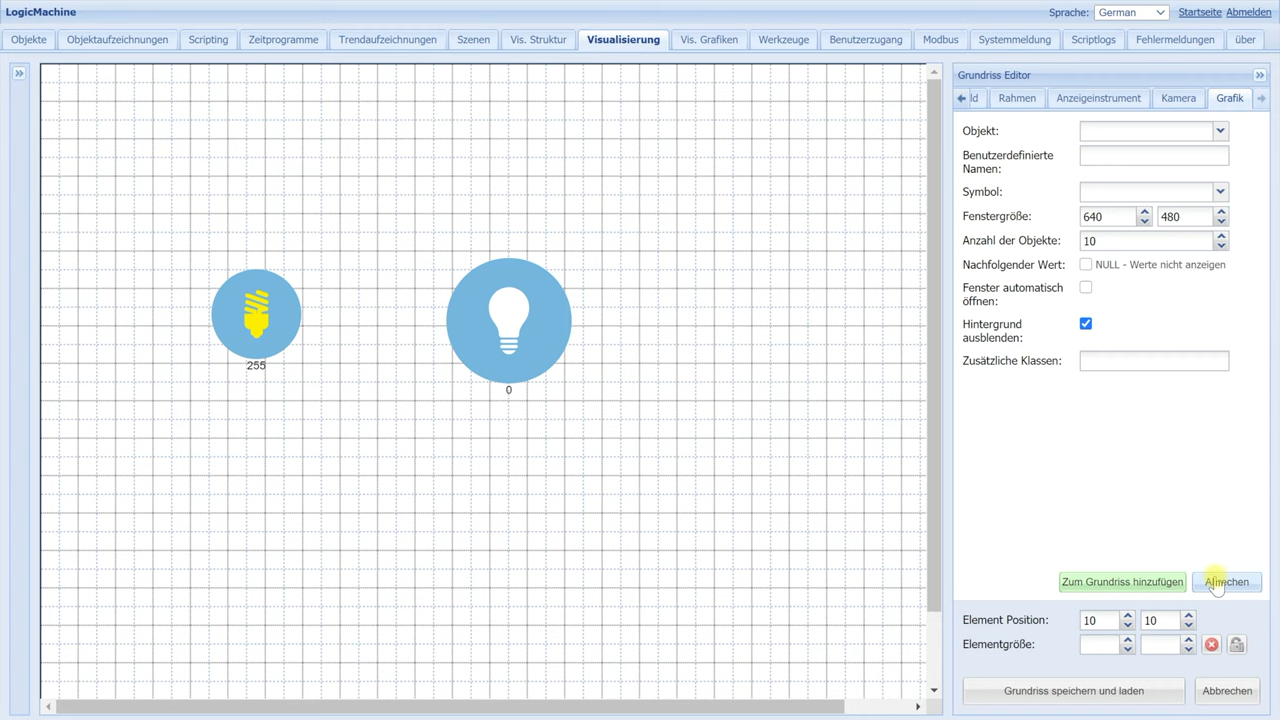 LogicMachine
Sprache: German Startseite Abmelden
Objekte Objektaufzeichnungen Scripting Zeitprogramme Trendaufzeichnungen Szenen Vis. Struktur Visualisierung Vis. Grafiken Werkzeuge Benutzerzugang Modbus Systemmeldung Scriptlogs Fehlermeldungen über
Grundriss Editor
ld Rahmen Anzeigeinstrument Kamera Grafik
Objekt:
Benutzerdefinierte
Namen:
Symbol:
Fenstergröße: 640 480
Anzahl der Objekte: 10
Nachfolgender Wert: NULL - Werte nicht anzeigen
Fenster automatisch
öffnen:
Hintergrund
ausblenden:
Zusätzliche Klassen:
255
0
Zum Grundriss hinzufügen
Element Position: 10 10
Elementgröße:
Grundriss speichern und laden Abbrechen